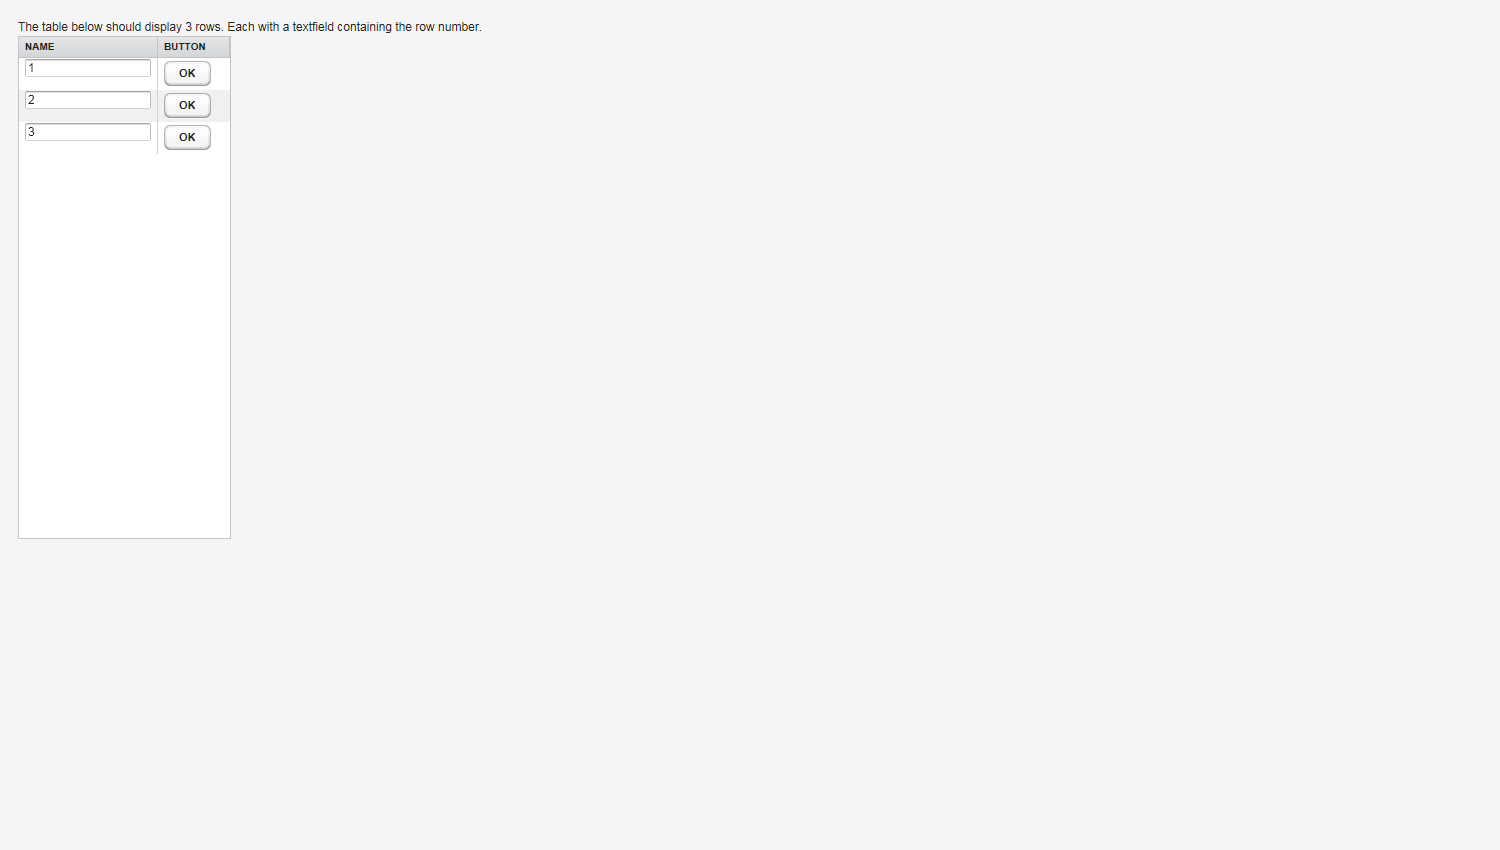 The table below should display 3 rows. Each with a textfield containing the row number.
NAME BUTTON
1 OK
2 OK
3 OK